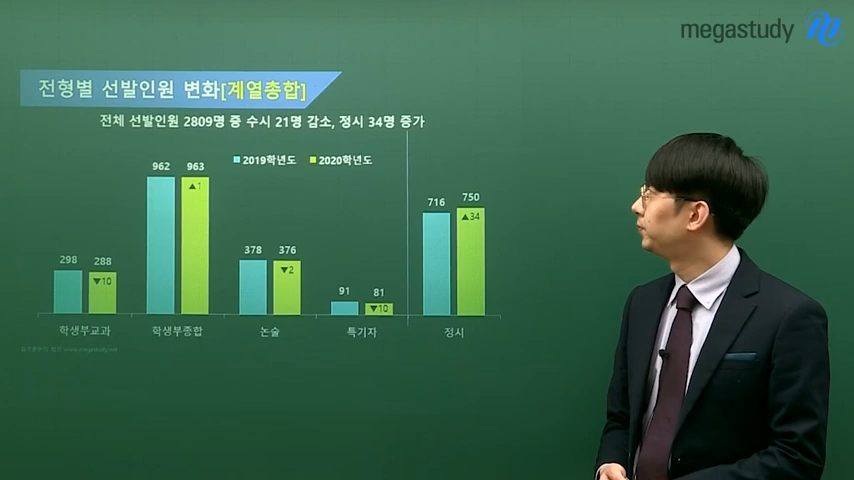 megastudy
전형별 선발인원 변화[계열총합]
전체 선발인원 2809명 중 수시 21명 감소, 정시 34명 증가
2019학년도 2020학년도
298 288 ▼10
962 963 ▲1
378 376 ▼2
91 81 ▼10
716 750 ▲34
학생부교과 학생부종합 논술 특기자 정시